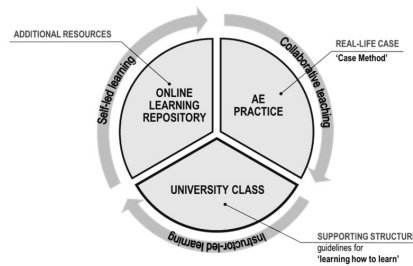 ADDITIONAL RESOURCES
REAL-LIFE CASE
'Case Method'
Self-led learning
Collaborative teaching
ONLINE
LEARNING
REPOSITORY
AE
PRACTICE
UNIVERSITY CLASS
Instructor-led learning
SUPPORTING STRUCTURE
guidelines for
'learning how to learn'